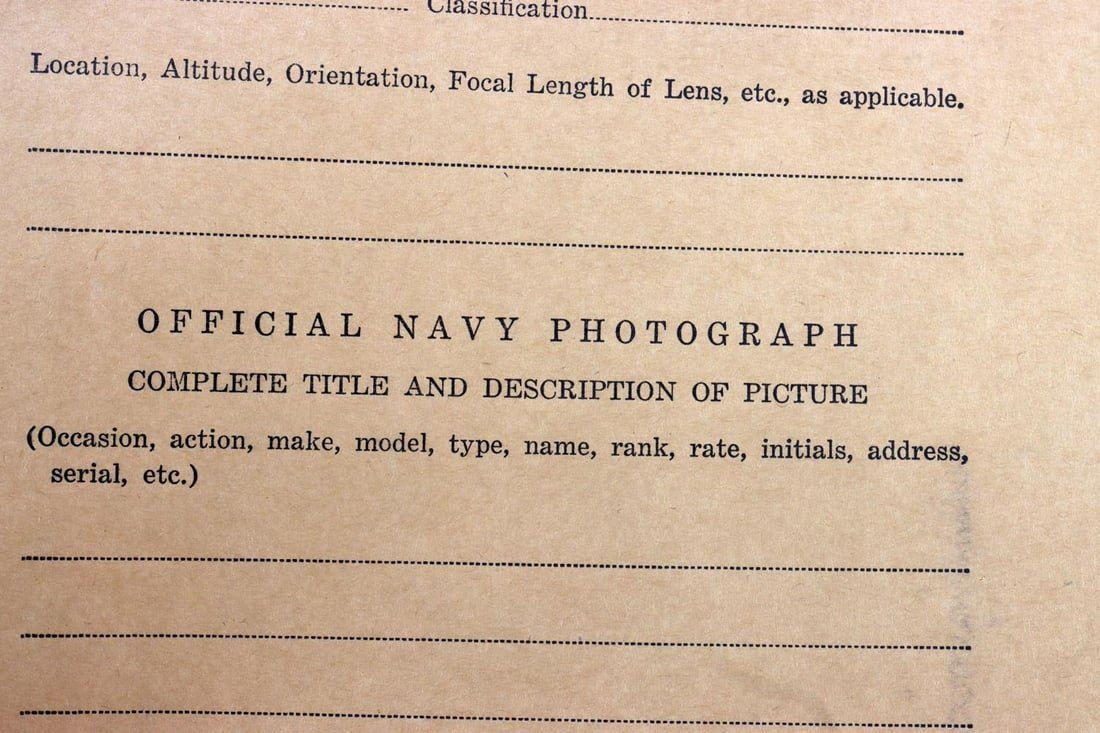 Classification
Location, Altitude, Orientation, Focal Length of Lens, etc., as applicable.
OFFICIAL NAVY PHOTOGRAPH
COMPLETE TITLE AND DESCRIPTION OF PICTURE
(Occasion, action, make, model, type, name, rank, rate, initials, address,
serial, etc.)